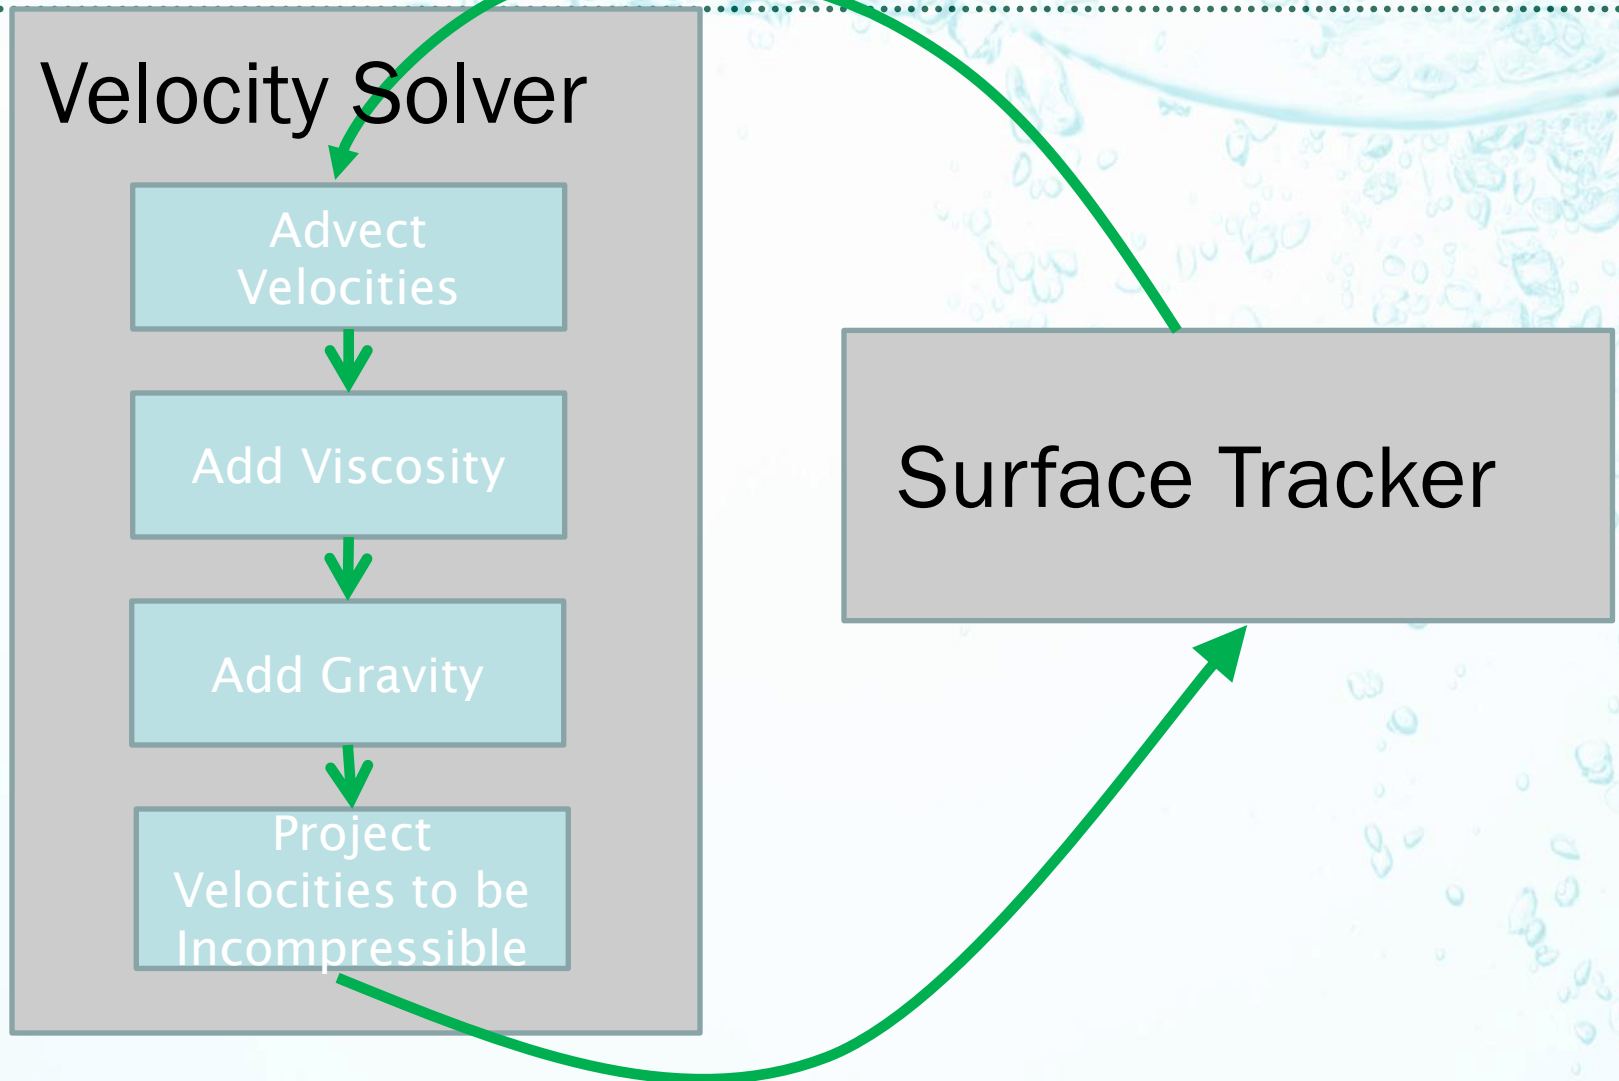 Velocity Solver
Advect
Velocities
Add Viscosity
Add Gravity
Project
Velocities to be
Incompressible
Surface Tracker